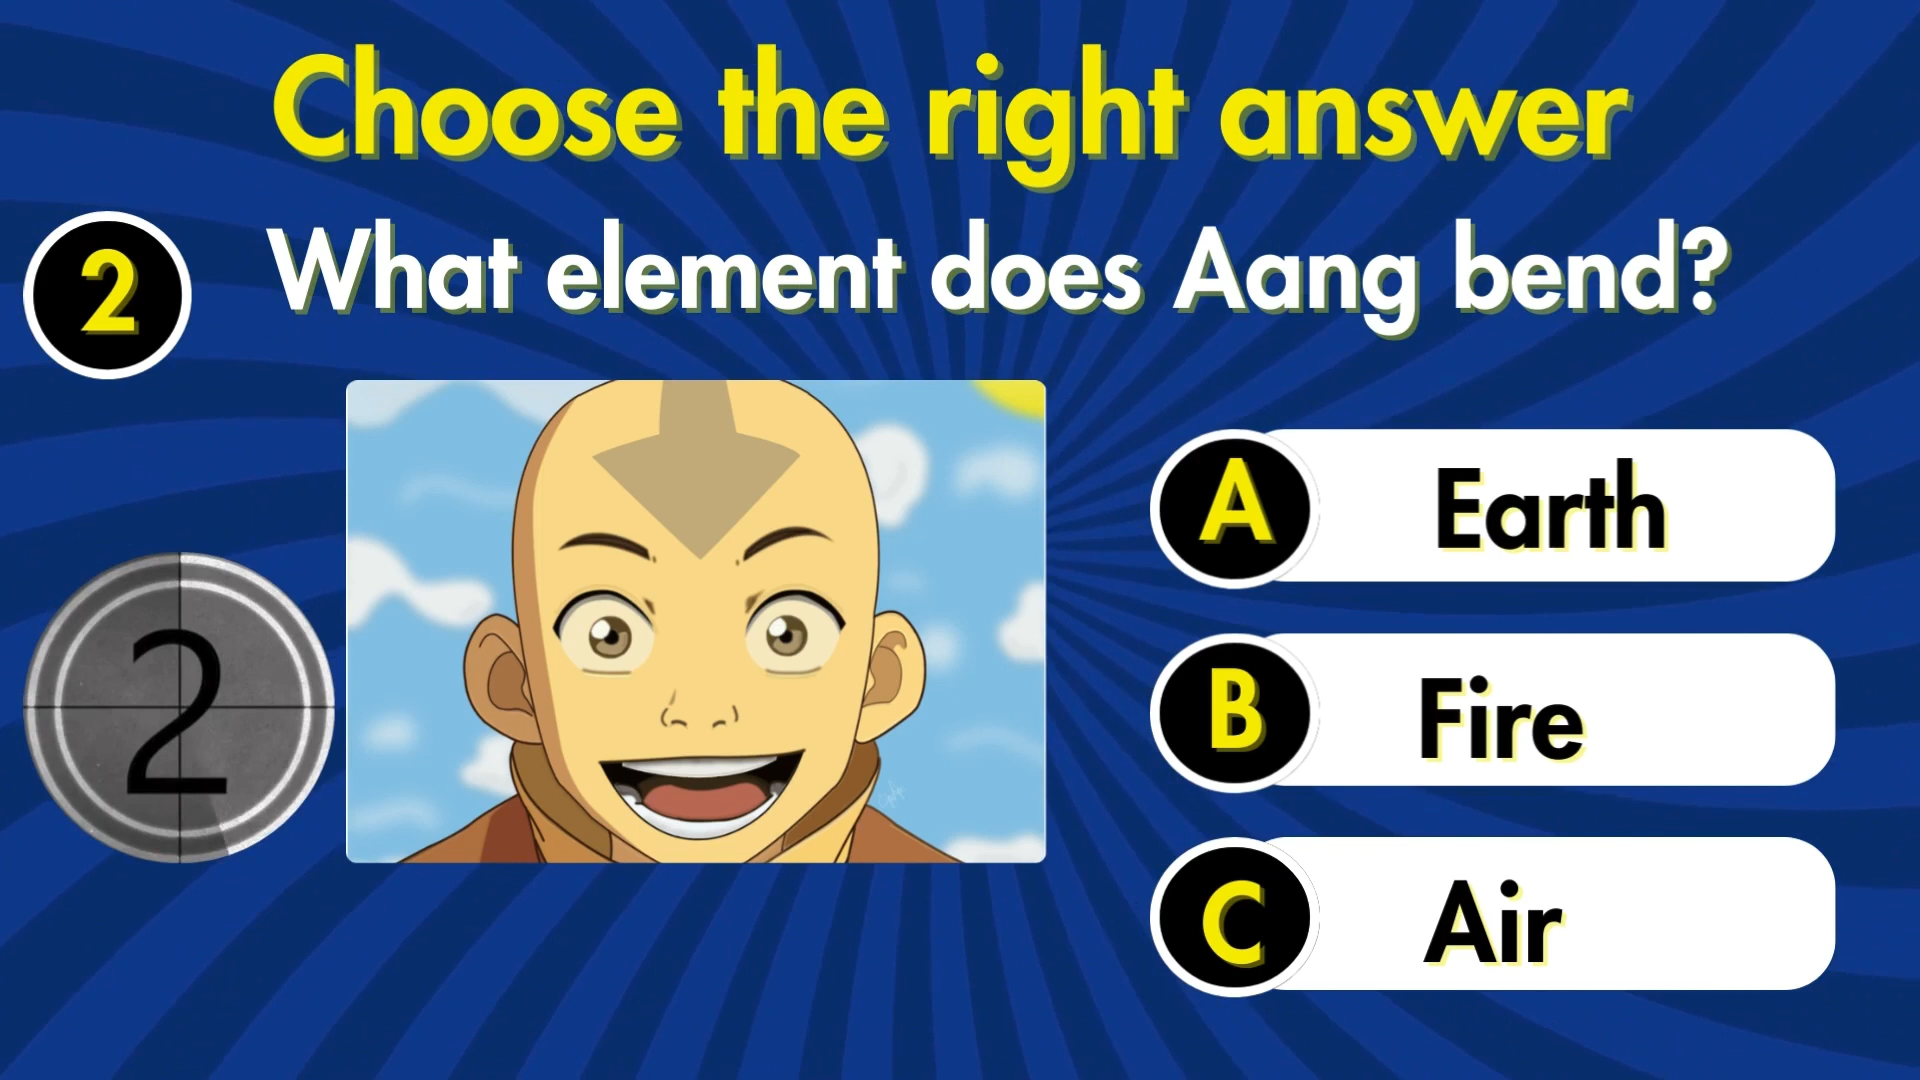 Choose the right answer
2
What element does Aang bend?
A
Earth
2
B
Fire
C
Air